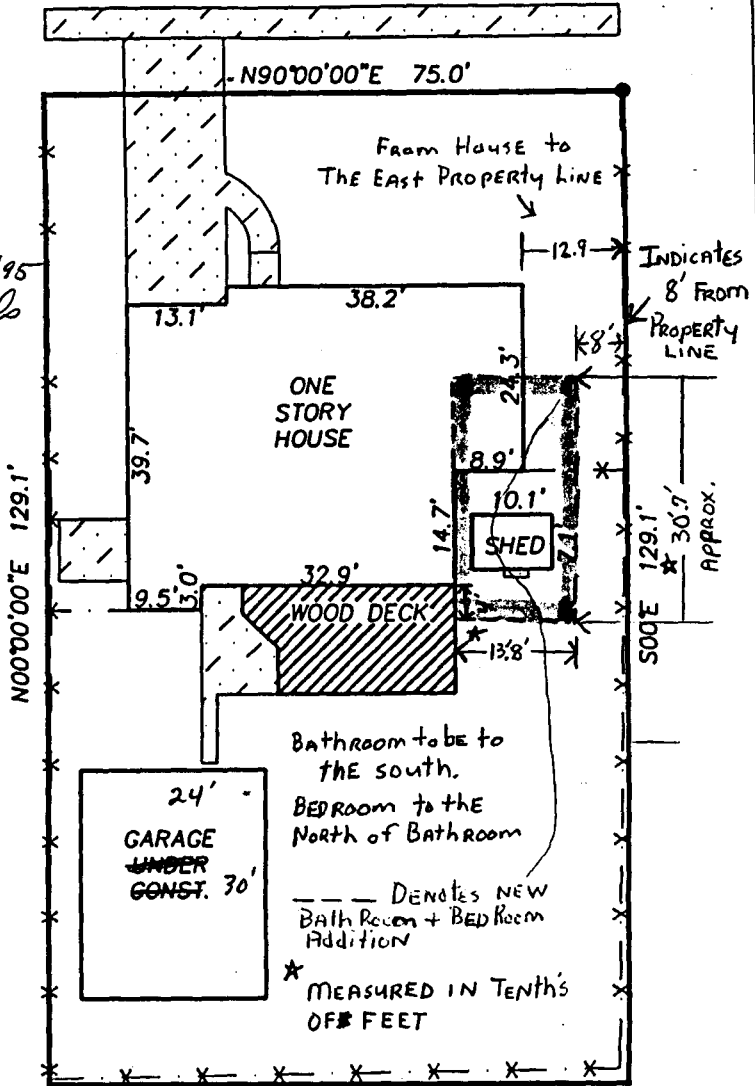 N90°00'00"E 75.0'
From House to
The East Property Line
12.9
INDICATES
8' From
Property
LINE
8'
13.1'
38.2'
24.3'
ONE
STORY
HOUSE
39.7'
8.9'
10.1'
SHED
7.1
14.7'
★ 30.7'
APPROX.
N00°00'00"E 129.1'
S00°E 129.1'
9.5'
3.0'
32.9'
WOOD DECK
★
13.8'
Bathroom to be to
the south.
BEDROOM to the
North of Bathroom
24'
GARAGE
UNDER
CONST.
30'
---- DENOTES NEW
BATH Room + BED Room
Addition
★
MEASURED IN TENTH'S
OF FEET